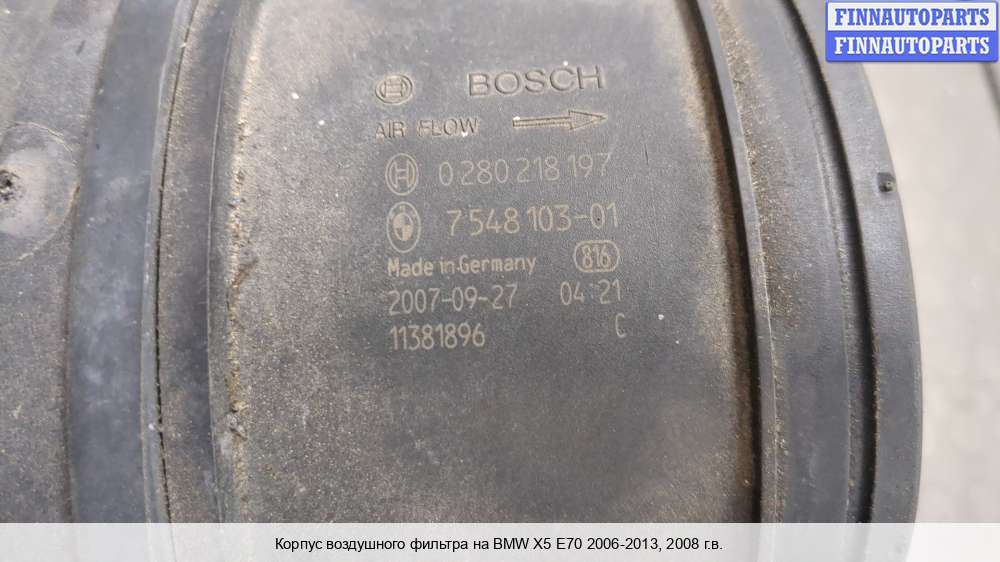 FINNAUTOPARTS
FINNAUTOPARTS
BOSCH
AIR FLOW
0 280 218 197
7 548 103-01
Made in Germany 816
2007-09-27 04:21
11381896 C
Корпус воздушного фильтра на BMW X5 E70 2006-2013, 2008 г.в.